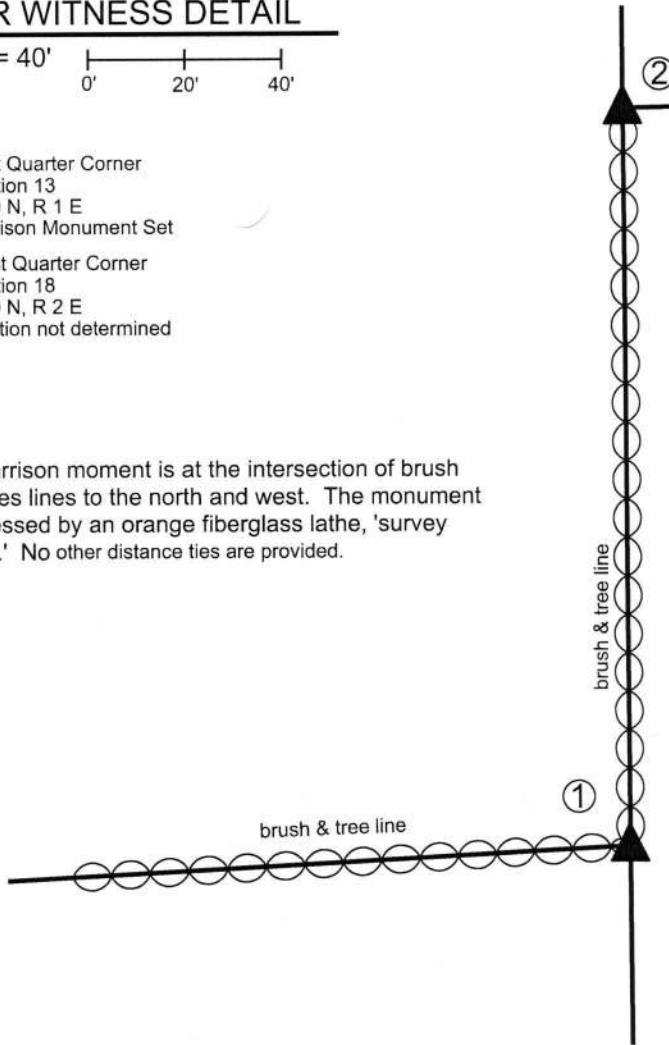 R WITNESS DETAIL
= 40'
0' 20' 40'
②
Quarter Corner
ion 13
N, R 1 E
ison Monument Set
t Quarter Corner
ion 18
N, R 2 E
tion not determined
rrison moment is at the intersection of brush
es lines to the north and west. The monument
essed by an orange fiberglass lathe, 'survey
.' No other distance ties are provided.
brush & tree line
①
brush & tree line